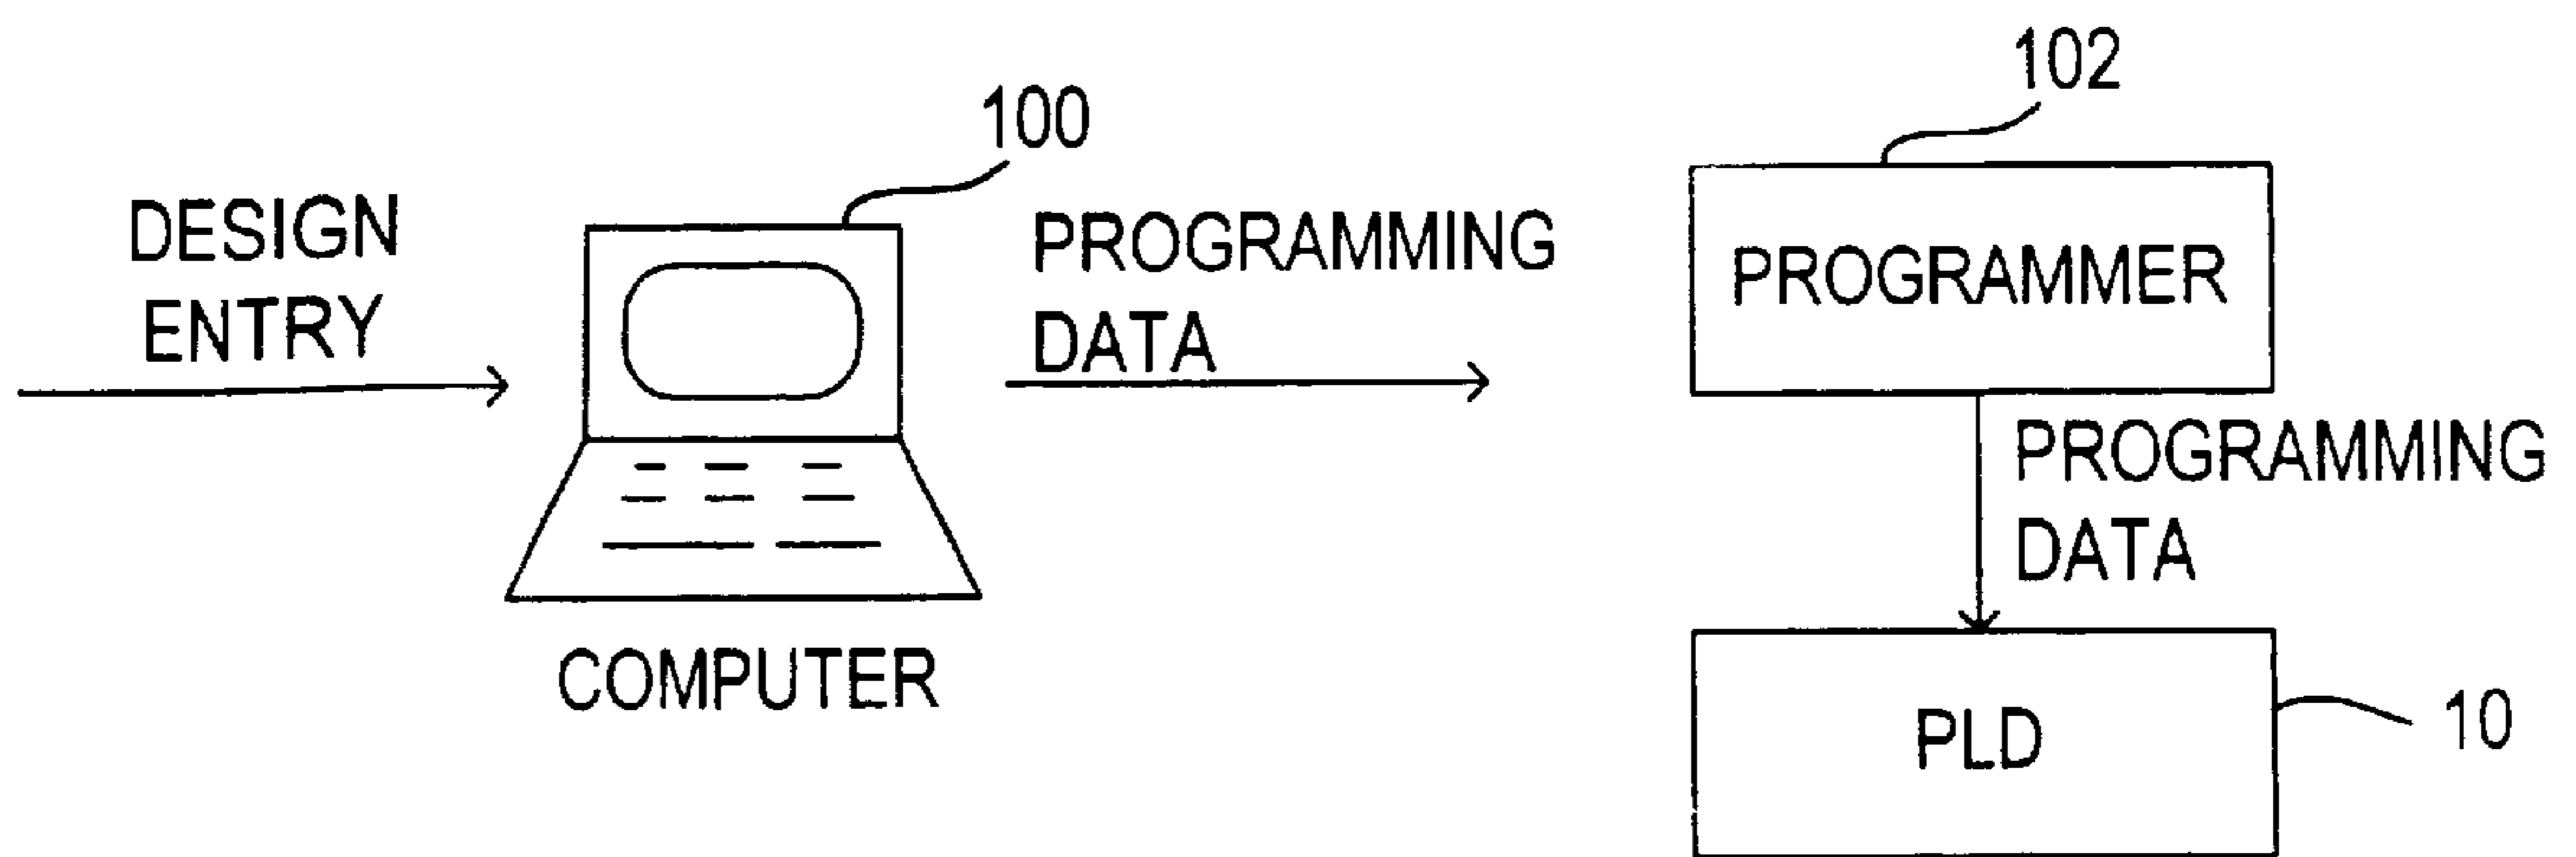 102
100
DESIGN
ENTRY
PROGRAMMING
DATA
PROGRAMMER
PROGRAMMING
DATA
COMPUTER
PLD
10